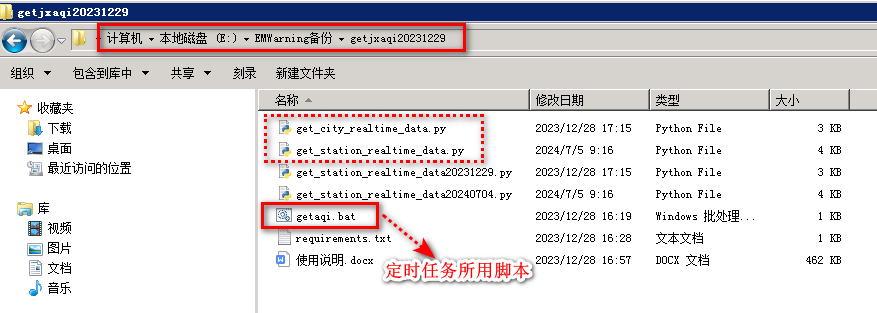 getjxaqi20231229
计算机 本地磁盘 (E:) EMWarning备份 getjxaqi20231229
组织 包含到库中 共享 刻录 新建文件夹
收藏夹
下载
桌面
最近访问的位置
库
视频
图片
文档
音乐
名称 修改日期 类型 大小
get_city_realtime_data.py 2023/12/28 17:15 Python File 3 KB
get_station_realtime_data.py 2024/7/5 9:16 Python File 4 KB
get_station_realtime_data20231229.py 2023/12/28 17:15 Python File 3 KB
get_station_realtime_data20240704.py 2024/7/5 9:16 Python File 4 KB
getaqi.bat 2023/12/28 16:19 Windows 批处理... 1 KB
requirements.txt 2023/12/28 16:28 文本文档 1 KB
使用说明.docx 2023/12/28 16:57 DOCX 文档 462 KB
定时任务所用脚本